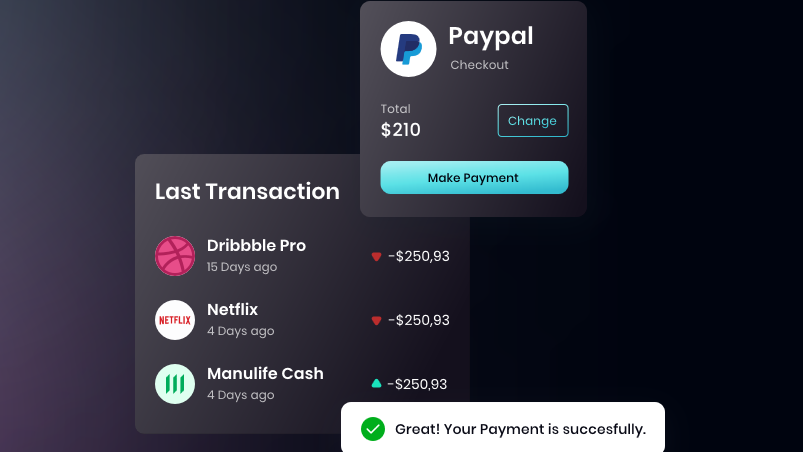 Paypal
Checkout
Total
$210
Change
Make Payment
Last Transaction
Dribbble Pro
15 Days ago
-$250,93
NETFLIX
Netflix
4 Days ago
-$250,93
Manulife Cash
4 Days ago
-$250,93
Great! Your Payment is succesfully.